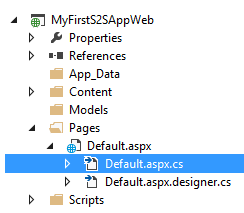 MyFirstS2SAppWeb
Properties
References
App_Data
Content
Models
Pages
Default.aspx
Default.aspx.cs
Default.aspx.designer.cs
Scripts